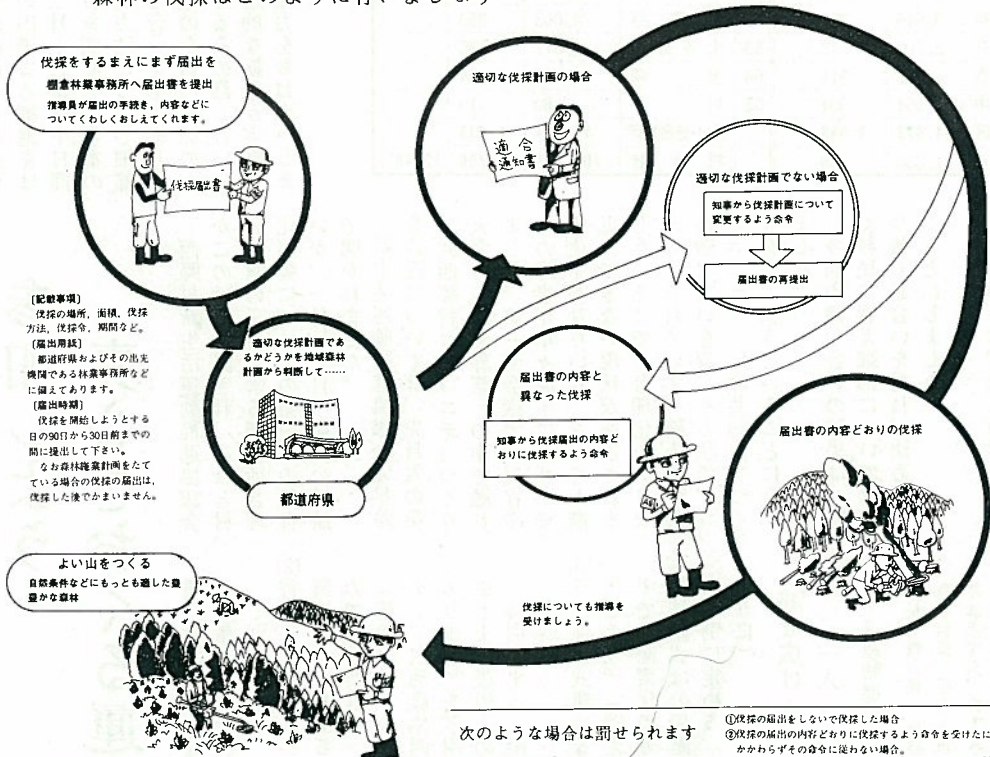 森林の伐採はこのように行いましょう
伐採をするまえにまず届出を
棚倉林業事務所へ届出書を提出
指導員が届出の手続き、内容などに
ついてくわしくおしえてくれます。
伐採届出書
〔記載事項〕
伐採の場所、面積、伐採
方法、伐採令、期間など。
〔届出用紙〕
都道府県およびその出先
機関である林業事務所など
に備えてあります。
〔届出時期〕
伐採を開始しようとする
日の90日から30日前までの
間に提出して下さい。
なお森林施業計画をたて
ている場合の伐採の届出は、
伐採した後でかまいません。
適切な伐採計画であ
るかどうかを地域森林
計画から判断して……
都道府県
適切な伐採計画の場合
適合
通知書
適切な伐採計画でない場合
知事から伐採計画について
変更するよう命令
届出書の再提出
届出書の内容と
異なった伐採
知事から伐採届出の内容ど
おりに伐採するよう命令
届出書の内容どおりの伐採
伐採についても指導を
受けましょう。
よい山をつくる
自然条件などにもっとも適した豊
豊かな森林
次のような場合は罰せられます
①伐採の届出をしないで伐採した場合
②伐採の届出の内容どおりに伐採するよう命令を受けたに
かかわらずその命令に従わない場合。